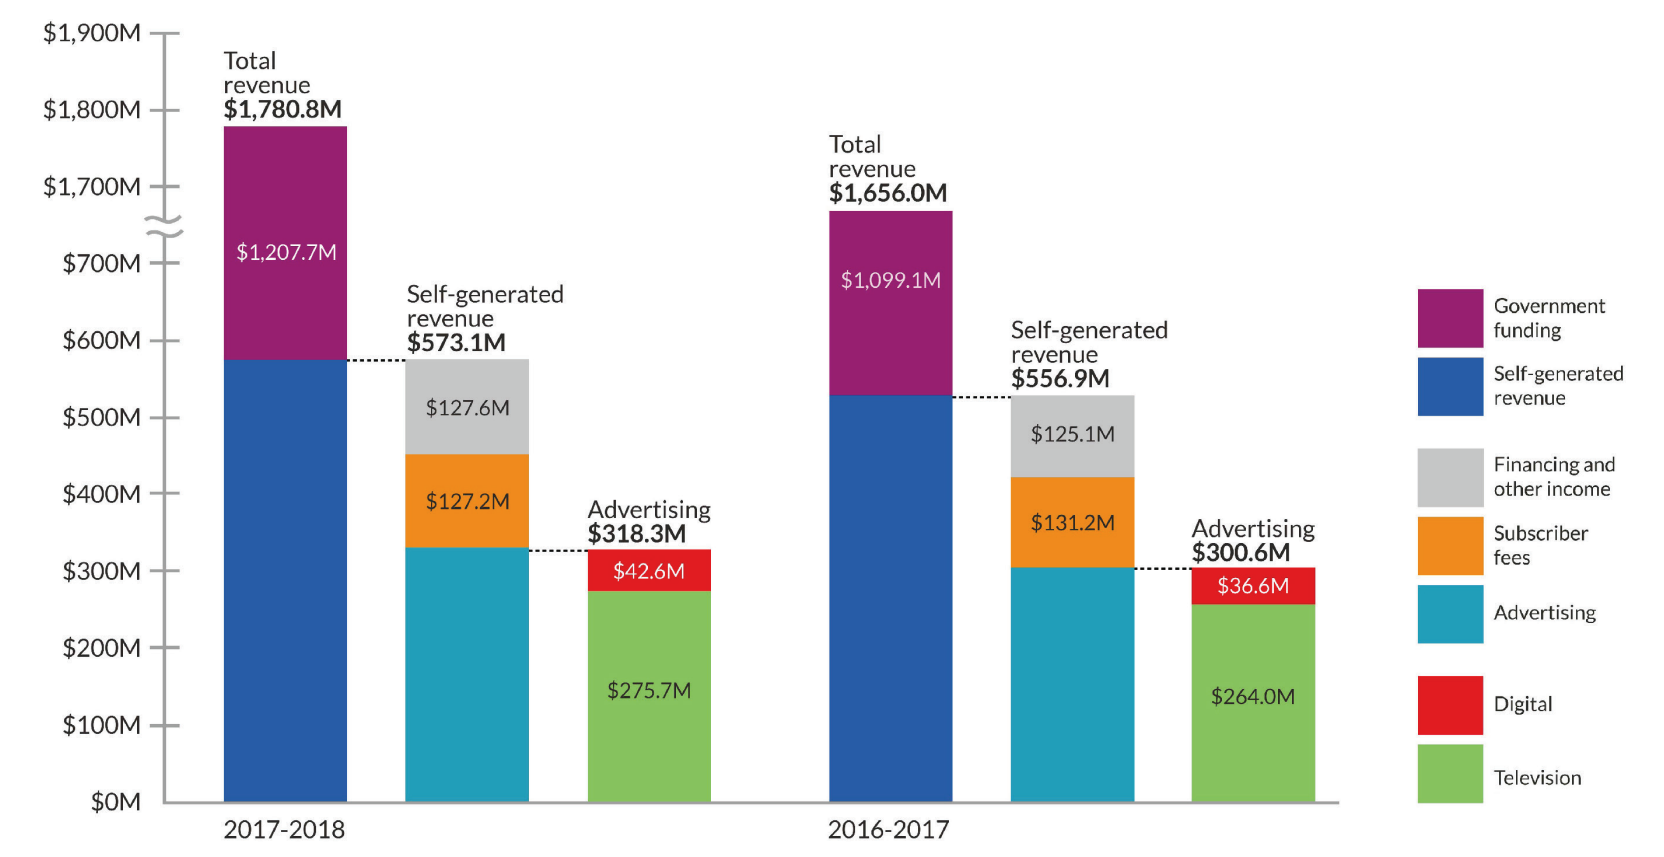 $1,900M
$1,800M
$1,700M
$700M
$600M
$500M
$400M
$300M
$200M
$100M
$0M
Total
revenue
$1,780.8M
$1,207.7M
Self-generated
revenue
$573.1M
$127.6M
$127.2M
Advertising
$318.3M
$42.6M
$275.7M
2017-2018
Total
revenue
$1,656.0M
$1,099.1M
Self-generated
revenue
$556.9M
$125.1M
$131.2M
Advertising
$300.6M
$36.6M
$264.0M
2016-2017
Government
funding
Self-generated
revenue
Financing and
other income
Subscriber
fees
Advertising
Digital
Television